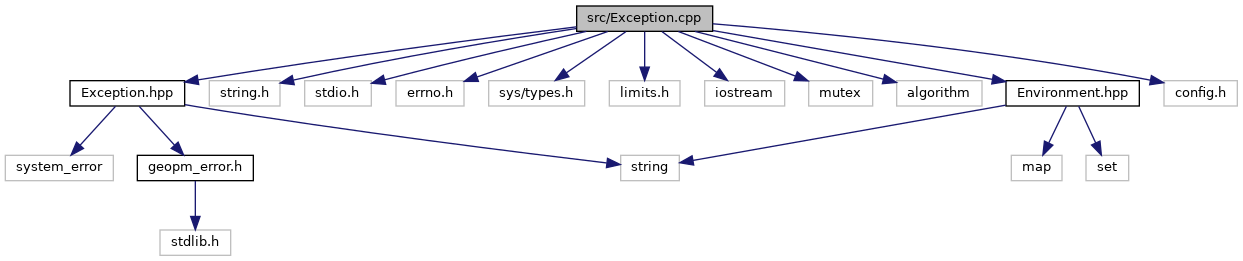 src/Exception.cpp
Exception.hpp
string.h
stdio.h
errno.h
sys/types.h
limits.h
iostream
mutex
algorithm
Environment.hpp
config.h
system_error
geopm_error.h
string
map
set
stdlib.h